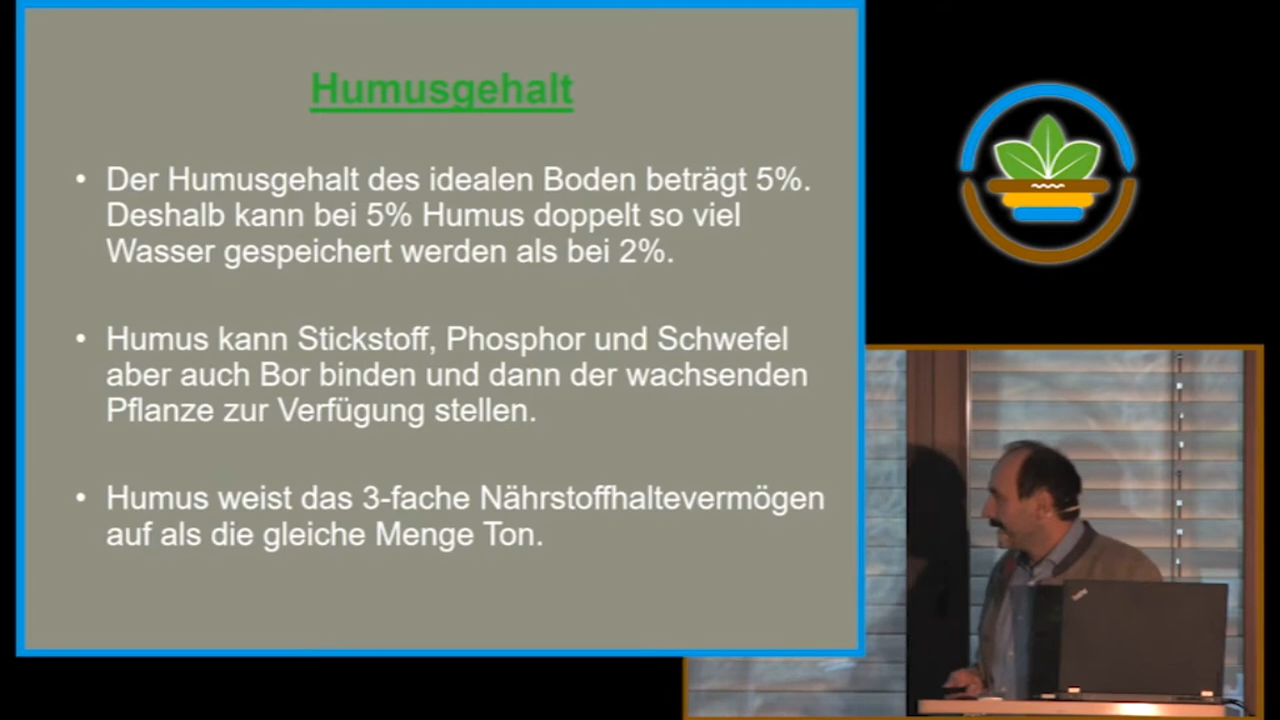 Humusgehalt
• Der Humusgehalt des idealen Boden beträgt 5%.
Deshalb kann bei 5% Humus doppelt so viel
Wasser gespeichert werden als bei 2%.
• Humus kann Stickstoff, Phosphor und Schwefel
aber auch Bor binden und dann der wachsenden
Pflanze zur Verfügung stellen.
• Humus weist das 3-fache Nährstoffhaltevermögen
auf als die gleiche Menge Ton.